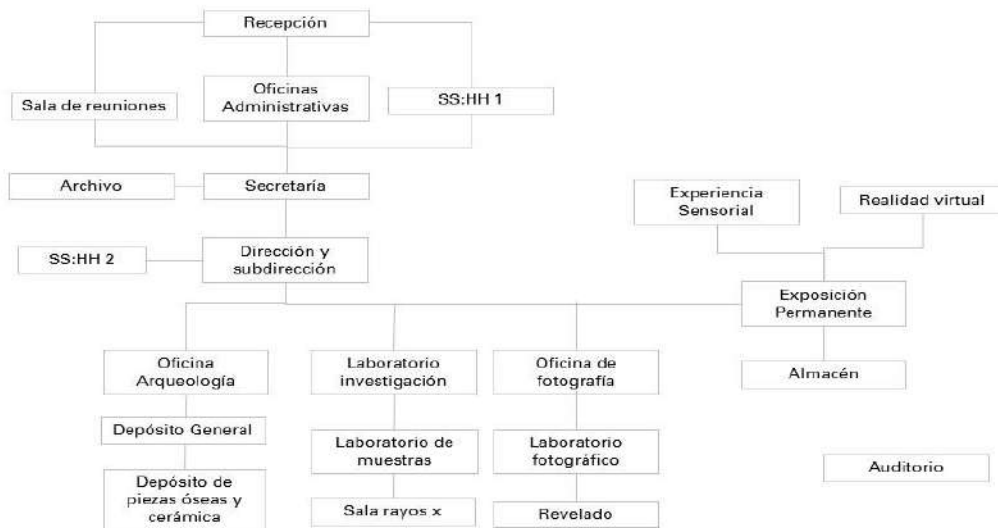 Recepción
Sala de reuniones
Oficinas
Administrativas
SS:HH 1
Archivo
Secretaría
Experiencia
Sensorial
Realidad virtual
SS:HH 2
Dirección y
subdirección
Exposición
Permanente
Oficina
Arqueología
Laboratorio
investigación
Oficina de
fotografía
Almacén
Depósito General
Laboratorio de
muestras
Laboratorio
fotográfico
Auditorio
Depósito de
piezas óseas y
cerámica
Sala rayos x
Revelado